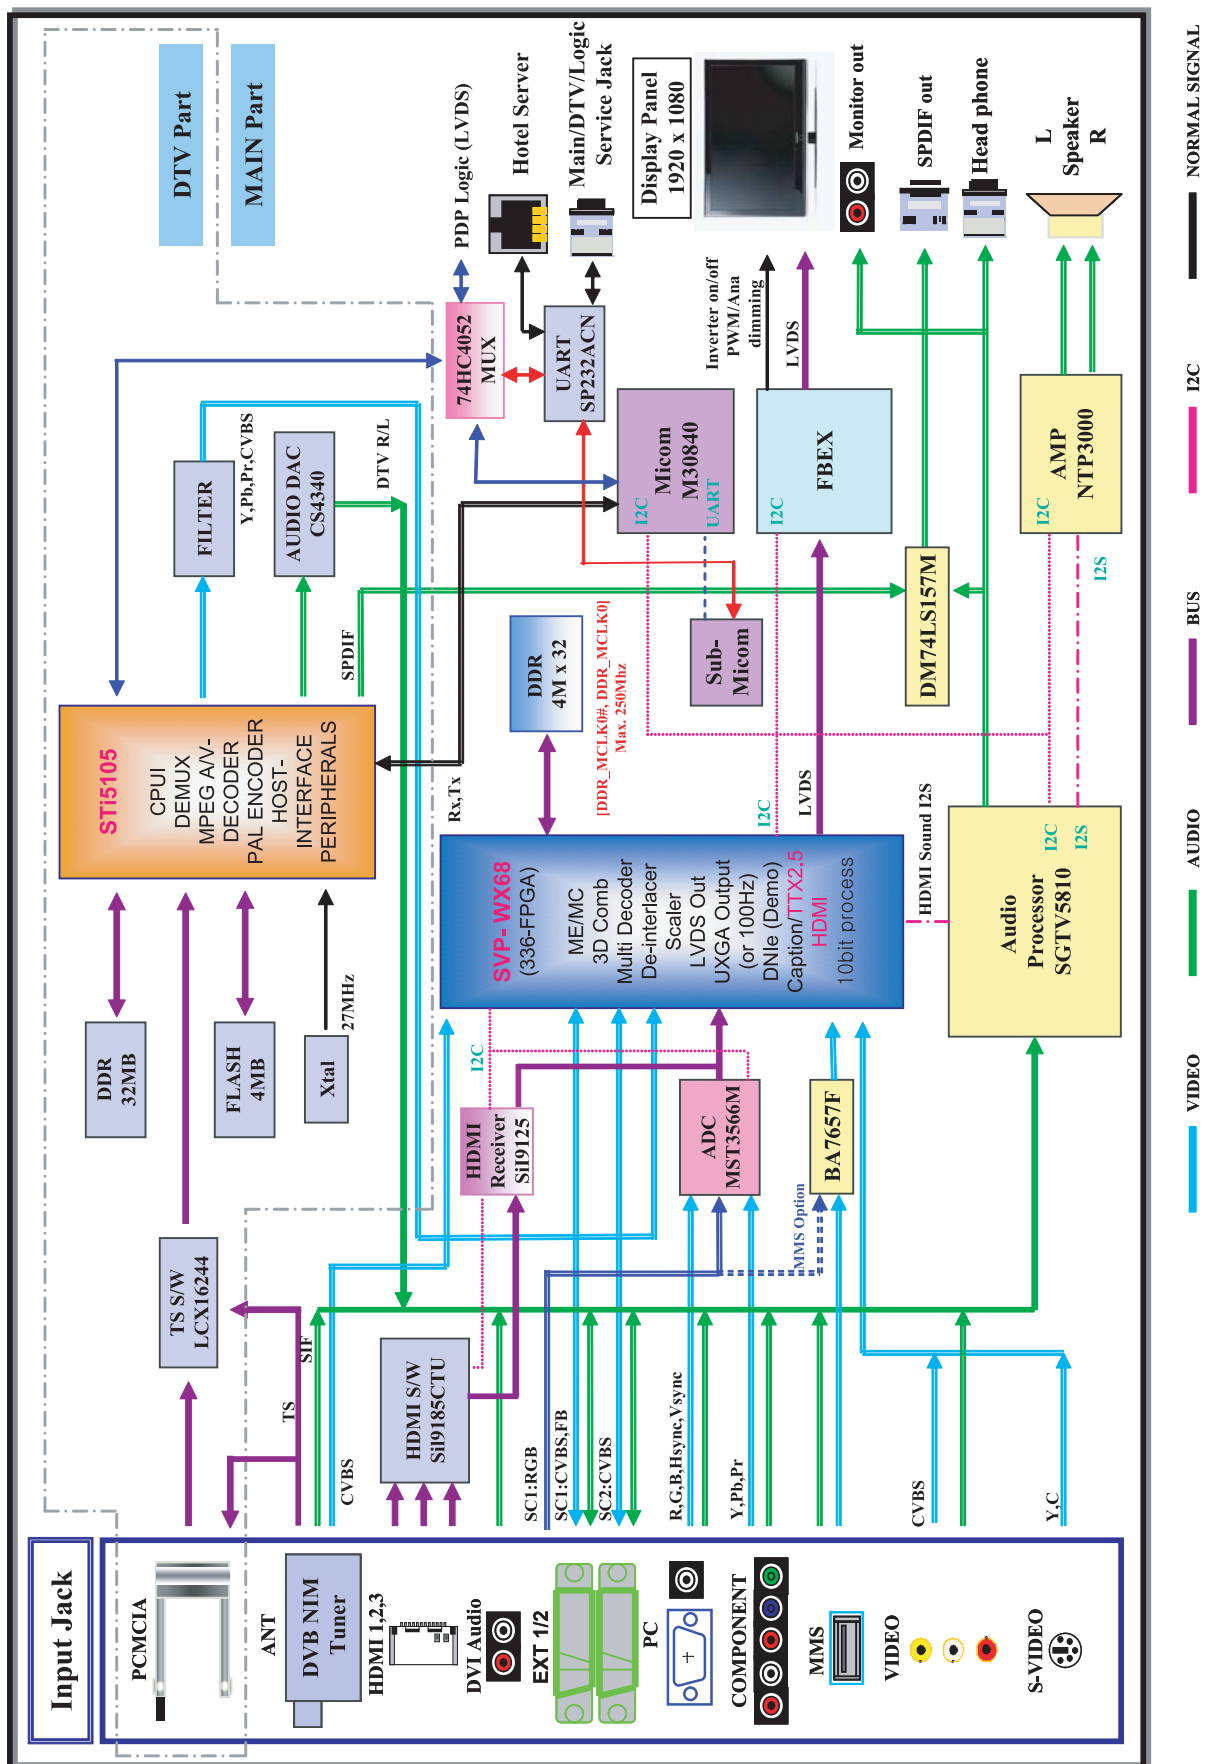 Input Jack
PCMCIA
ANT
DVB NIM
Tuner
HDMI 1,2,3
DVI Audio
EXT 1/2
PC
COMPONENT
MMS
VIDEO
S-VIDEO
TS S/W
LCX16244
TS
SIF
CVBS
HDMI S/W
Sil9185CTU
SC1:RGB
SC1:CVBS,FB
SC2:CVBS
R,G,B,Hsync,Vsync
Y,Pb,Pr
CVBS
Y,C
DDR
32MB
FLASH
4MB
Xtal
27MHz
HDMI
Receiver
SiI9125
I2C
ADC
MST3566M
MMS Option
BA7657F
STi5105
CPUI
DEMUX
MPEG A/V-
DECODER
PAL ENCODER
HOST-
INTERFACE
PERIPHERALS
SVP- WX68
(336-FPGA)
ME/MC
3D Comb
Multi Decoder
De-interlacer
Scaler
LVDS Out
UXGA Output
(or 100Hz)
DNIe (Demo)
Caption/TTX2.5
HDMI
10bit process
HDMI Sound I2S
Audio
Processor
SGTV5810
I2C
I2S
Rx,Tx
I2C
LVDS
SPDIF
DDR
4M x 32
[DDR_MCLK0#, DDR_MCLK0]
Max. 250Mhz
Sub-
Micom
DM74LS157M
I2S
FILTER
Y,Pb,Pr,CVBS
AUDIO DAC
CS4340
DTV R/L
Micom
M30840
I2C
UART
FBEX
I2C
AMP
NTP3000
I2C
74HC4052
MUX
UART
SP232ACN
Inverter on/off
PWM/Ana
dimming
LVDS
DTV Part
MAIN Part
PDP Logic (LVDS)
Hotel Server
Main/DTV/Logic
Service Jack
Display Panel
1920 x 1080
Monitor out
SPDIF out
Head phone
L
Speaker
R
VIDEO
AUDIO
BUS
I2C
NORMAL SIGNAL